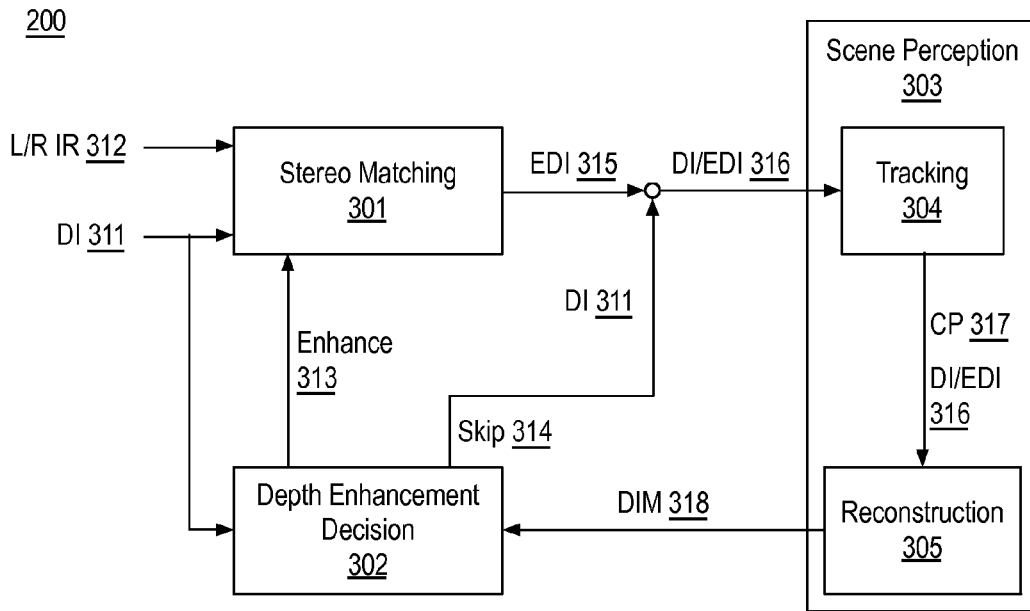 200
Scene Perception
303
L/R IR 312
Stereo Matching
301
EDI 315
DI/EDI 316
Tracking
304
DI 311
DI 311
Enhance
313
CP 317
DI/EDI
316
Skip 314
Depth Enhancement
Decision
302
DIM 318
Reconstruction
305